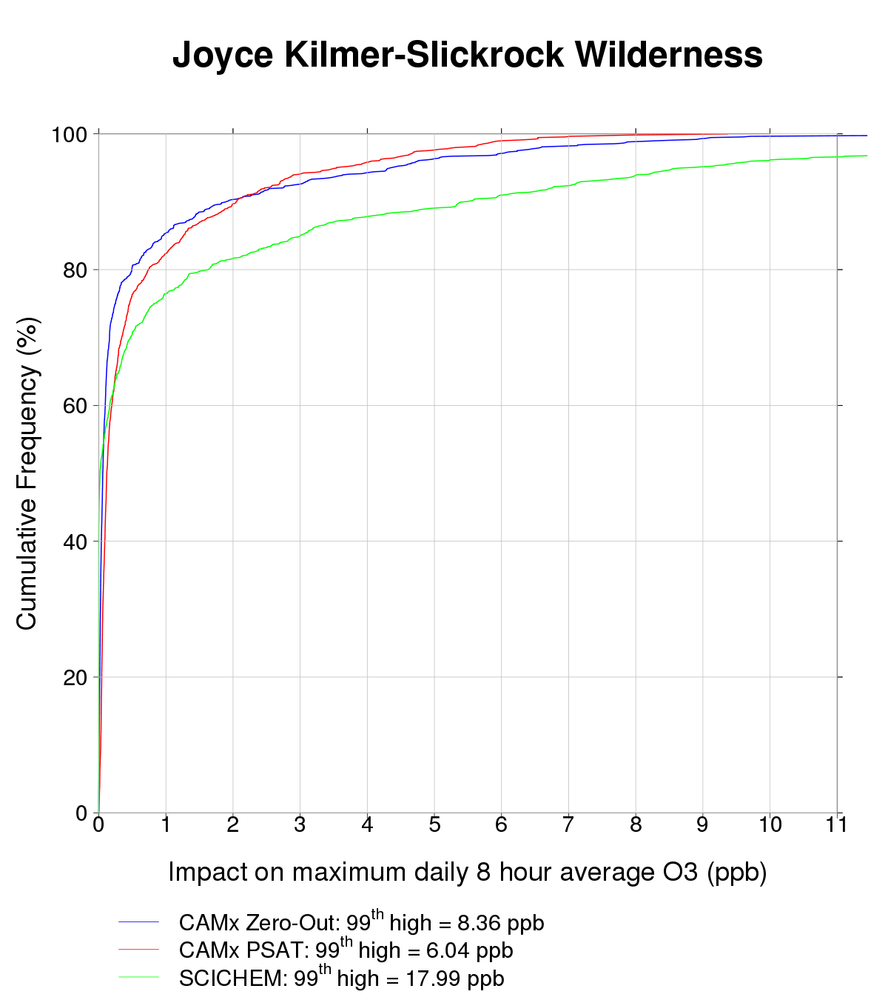 Joyce Kilmer-Slickrock Wilderness
100
80
60
40
20
0
Cumulative Frequency (%)
0 1 2 3 4 5 6 7 8 9 10 11
Impact on maximum daily 8 hour average O3 (ppb)
CAMx Zero-Out: 99th high = 8.36 ppb
CAMx PSAT: 99th high = 6.04 ppb
SCICHEM: 99th high = 17.99 ppb